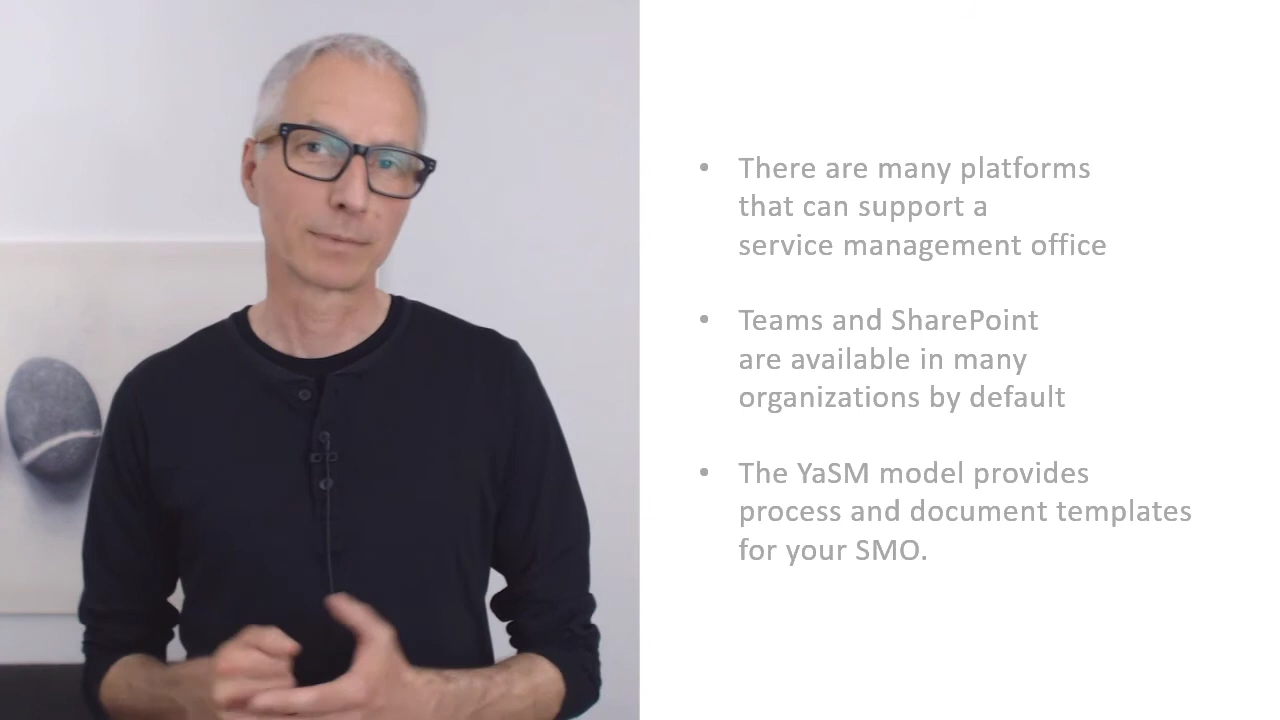 • There are many platforms
that can support a
service management office
• Teams and SharePoint
are available in many
organizations by default
• The YaSM model provides
process and document templates
for your SMO.